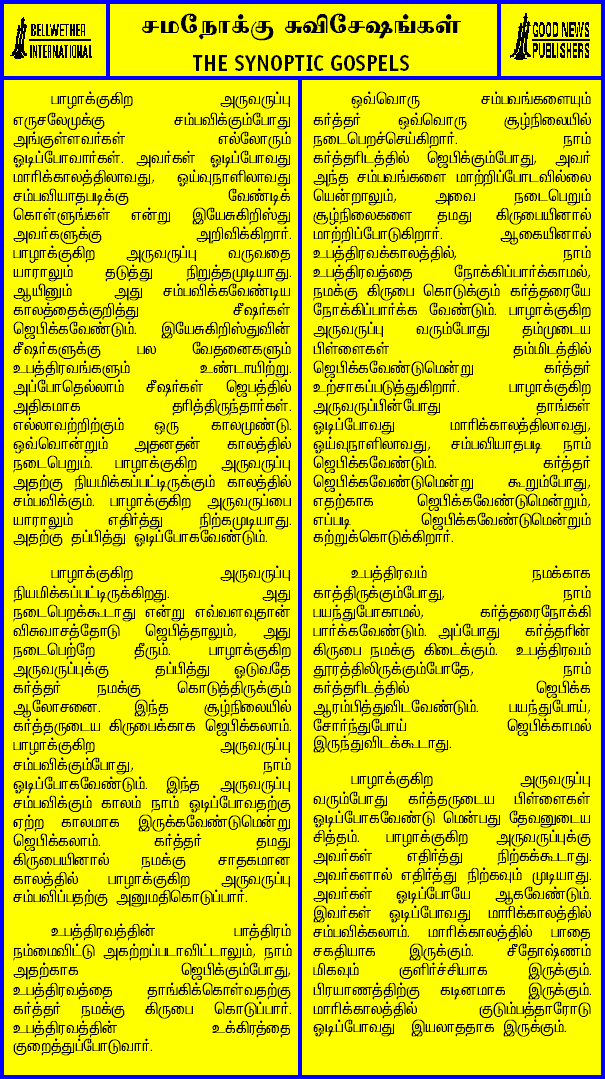 BELLWETHER
INTERNATIONAL
சமநோக்கு சுவிசேஷங்கள்
THE SYNOPTIC GOSPELS
GOOD NEWS
PUBLISHERS
பாழாக்குகிற அருவருப்பு
எருசலேமுக்கு சம்பவிக்கும்போது
அங்குள்ளவர்கள் எல்லோரும்
ஓடிப்போவார்கள். அவர்கள் ஓடிப்போவது
மாரிக்காலத்திலாவது, ஓய்வுநாளிலாவது
சம்பவியாதபடிக்கு வேண்டிக்
கொள்ளுங்கள் என்று இயேசுகிறிஸ்து
அவர்களுக்கு அறிவிக்கிறார்.
பாழாக்குகிற அருவருப்பு வருவதை
யாராலும் தடுத்து நிறுத்தமுடியாது.
ஆயினும் அது சம்பவிக்கவேண்டிய
காலத்தைக்குறித்து சீஷர்கள்
ஜெபிக்கவேண்டும். இயேசுகிறிஸ்துவின்
சீஷர்களுக்கு பல வேதனைகளும்
உபத்திரவங்களும் உண்டாயிற்று.
அப்போதெல்லாம் சீஷர்கள் ஜெபத்தில்
அதிகமாக தரித்திருந்தார்கள்.
எல்லாவற்றிற்கும் ஒரு காலமுண்டு.
ஒவ்வொன்றும் அதனதன் காலத்தில்
நடைபெறும். பாழாக்குகிற அருவருப்பு
அதற்கு நியமிக்கப்பட்டிருக்கும் காலத்தில்
சம்பவிக்கும். பாழாக்குகிற அருவருப்பை
யாராலும் எதிர்த்து நிற்கமுடியாது.
அதற்கு தப்பித்து ஓடிப்போகவேண்டும்.
பாழாக்குகிற அருவருப்பு
நியமிக்கப்பட்டிருக்கிறது. அது
நடைபெறக்கூடாது என்று எவ்வளவுதான்
விசுவாசத்தோடு ஜெபித்தாலும், அது
நடைபெற்றே தீரும். பாழாக்குகிற
அருவருப்புக்கு தப்பித்து ஓடுவதே
கர்த்தர் நமக்கு கொடுத்திருக்கும்
ஆலோசனை. இந்த சூழ்நிலையில்
கர்த்தருடைய கிருபைக்காக ஜெபிக்கலாம்.
பாழாக்குகிற அருவருப்பு
சம்பவிக்கும்போது, நாம்
ஓடிப்போகவேண்டும். இந்த அருவருப்பு
சம்பவிக்கும் காலம் நாம் ஓடிப்போவதற்கு
ஏற்ற காலமாக இருக்கவேண்டுமென்று
ஜெபிக்கலாம். கர்த்தர் தமது
கிருபையினால் நமக்கு சாதகமான
காலத்தில் பாழாக்குகிற அருவருப்பு
சம்பவிப்பதற்கு அனுமதிகொடுப்பார்.
உபத்திரவத்தின் பாத்திரம்
நம்மைவிட்டு அகற்றப்படாவிட்டாலும், நாம்
அதற்காக ஜெபிக்கும்போது,
உபத்திரவத்தை தாங்கிக்கொள்வதற்கு
கர்த்தர் நமக்கு கிருபை கொடுப்பார்.
உபத்திரவத்தின் உக்கிரத்தை
குறைத்துப்போடுவார்.
ஒவ்வொரு சம்பவங்களையும்
கர்த்தர் ஒவ்வொரு சூழ்நிலையில்
நடைபெறச்செய்கிறார். நாம்
கர்த்தரிடத்தில் ஜெபிக்கும்போது, அவர்
அந்த சம்பவங்களை மாற்றிப்போடவில்லை
யென்றாலும், அவை நடைபெறும்
சூழ்நிலைகளை தமது கிருபையினால்
மாற்றிப்போடுகிறார். ஆகையினால்
உபத்திரவக்காலத்தில், நாம்
உபத்திரவத்தை நோக்கிப்பார்க்காமல்,
நமக்கு கிருபை கொடுக்கும் கர்த்தரையே
நோக்கிப்பார்க்க வேண்டும். பாழாக்குகிற
அருவருப்பு வரும்போது தம்முடைய
பிள்ளைகள் தம்மிடத்தில்
ஜெபிக்கவேண்டுமென்று கர்த்தர்
உற்சாகப்படுத்துகிறார். பாழாக்குகிற
அருவருப்பின்போது தாங்கள்
ஓடிப்போவது மாரிக்காலத்திலாவது,
ஓய்வுநாளிலாவது, சம்பவியாதபடி நாம்
ஜெபிக்கவேண்டும். கர்த்தர்
ஜெபிக்கவேண்டுமென்று கூறும்போது,
எதற்காக ஜெபிக்கவேண்டுமென்றும்,
எப்படி ஜெபிக்கவேண்டுமென்றும்
கற்றுக்கொடுக்கிறார்.
உபத்திரவம் நமக்காக
காத்திருக்கும்போது, நாம்
பயந்துபோகாமல், கர்த்தரைநோக்கி
பார்க்கவேண்டும். அப்போது கர்த்தரின்
கிருபை நமக்கு கிடைக்கும். உபத்திரவம்
தூரத்திலிருக்கும்போதே, நாம்
கர்த்தரிடத்தில் ஜெபிக்க
ஆரம்பித்துவிடவேண்டும். பயந்துபோய்,
சோர்ந்துபோய் ஜெபிக்காமல்
இருந்துவிடக்கூடாது.
பாழாக்குகிற அருவருப்பு
வரும்போது கர்த்தருடைய பிள்ளைகள்
ஓடிப்போகவேண்டு மென்பது தேவனுடைய
சித்தம். பாழாக்குகிற அருவருப்புக்கு
அவர்கள் எதிர்த்து நிற்கக்கூடாது.
அவர்களால் எதிர்த்து நிற்கவும் முடியாது.
அவர்கள் ஓடிப்போயே ஆகவேண்டும்.
இவர்கள் ஓடிப்போவது மாரிக்காலத்தில்
சம்பவிக்கலாம். மாரிக்காலத்தில் பாதை
சகதியாக இருக்கும். சீதோஷ்ணம்
மிகவும் குளிர்ச்சியாக இருக்கும்.
பிரயாணத்திற்கு கடினமாக இருக்கும்.
மாரிக்காலத்தில் குடும்பத்தாரோடு
ஓடிப்போவது இயலாததாக இருக்கும்.